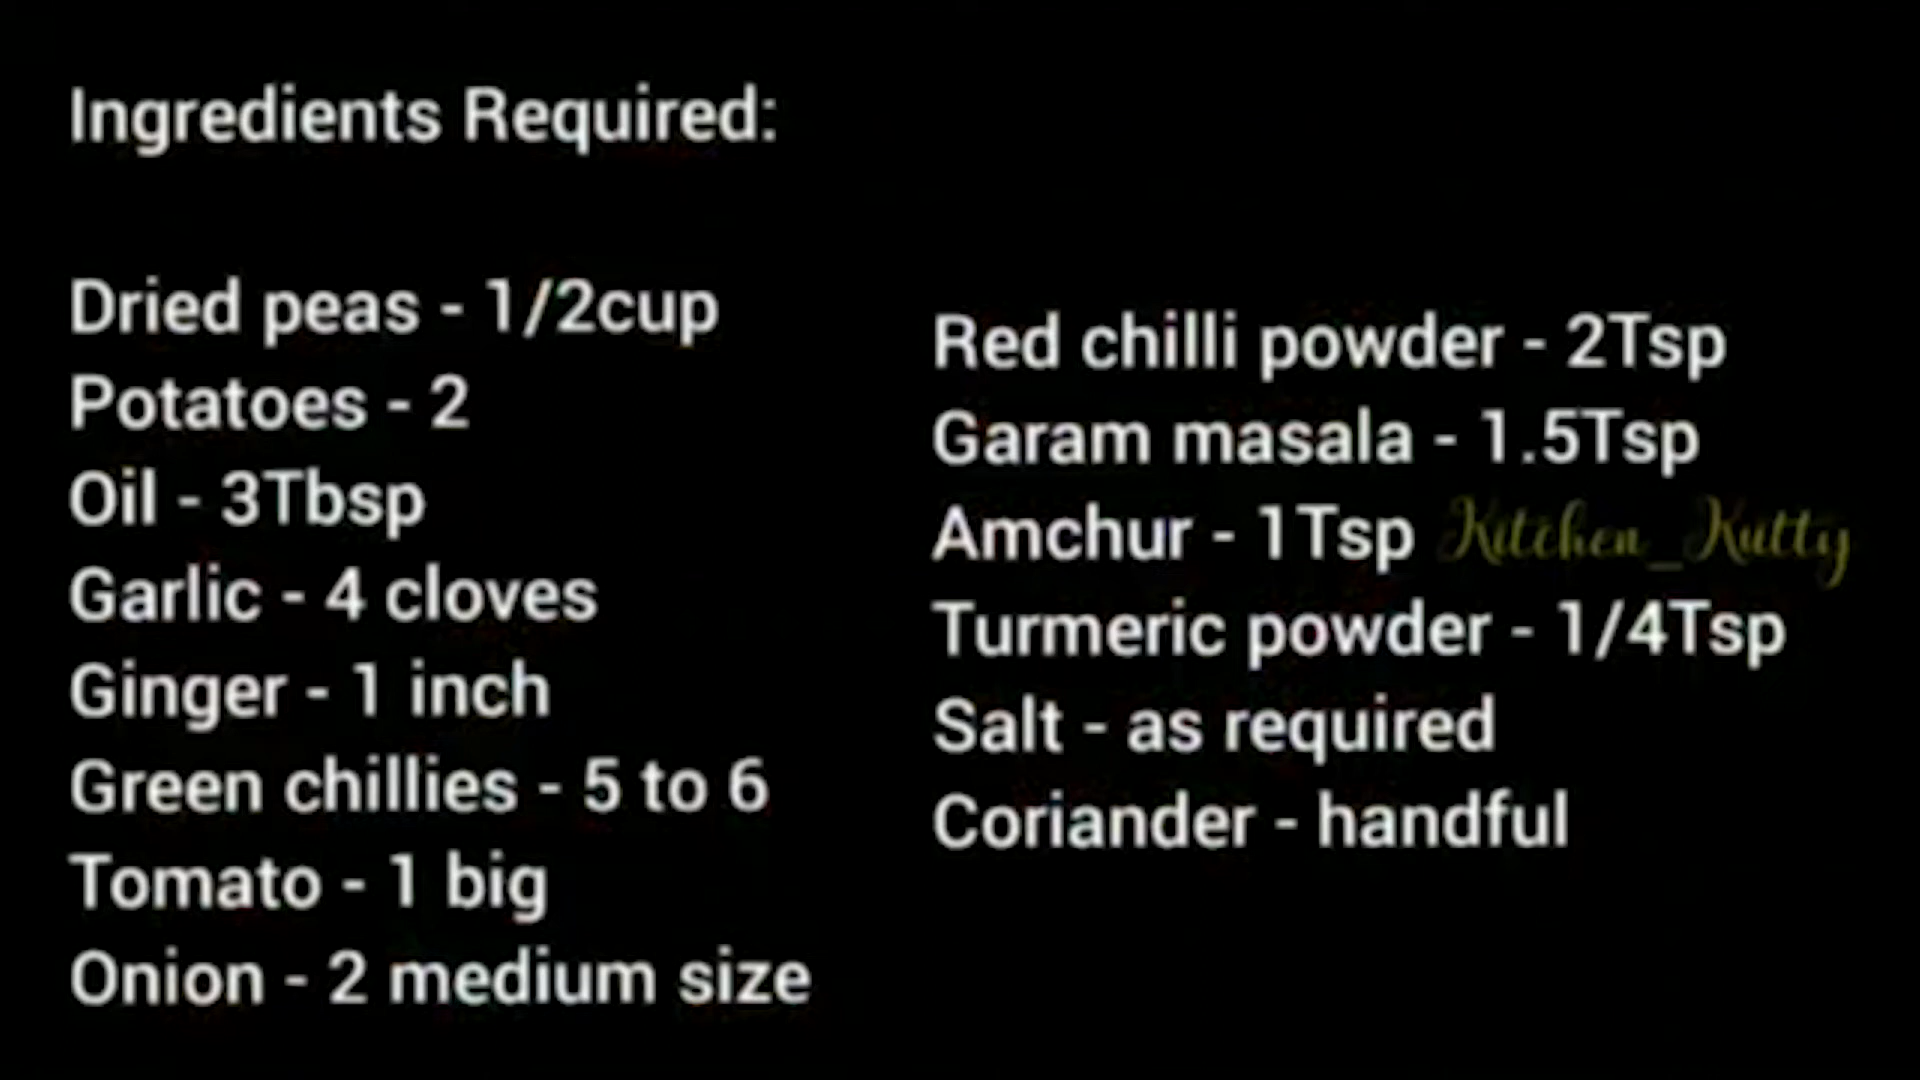 Ingredients Required:
Dried peas - 1/2cup
Potatoes - 2
Oil - 3Tbsp
Garlic - 4 cloves
Ginger - 1 inch
Green chillies - 5 to 6
Tomato - 1 big
Onion - 2 medium size
Red chilli powder - 2Tsp
Garam masala - 1.5Tsp
Amchur - 1Tsp
Kitchen_Kutty
Turmeric powder - 1/4Tsp
Salt - as required
Coriander - handful